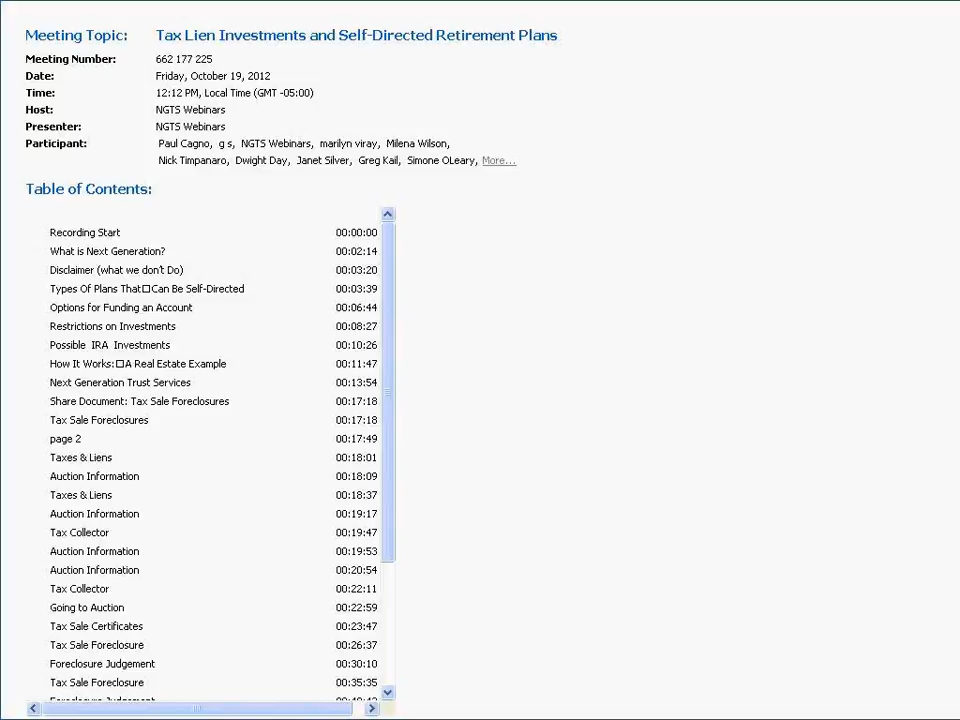 Meeting Topic: Tax Lien Investments and Self-Directed Retirement Plans
Meeting Number: 662 177 225
Date: Friday, October 19, 2012
Time: 12:12 PM, Local Time (GMT -05:00)
Host: NGTS Webinars
Presenter: NGTS Webinars
Participant: Paul Cagno, g s, NGTS Webinars, marilyn viray, Milena Wilson,
Nick Timpanaro, Dwight Day, Janet Silver, Greg Kail, Simone OLeary, More...
Table of Contents:
Recording Start 00:00:00
What is Next Generation? 00:02:14
Disclaimer (what we don't Do) 00:03:20
Types Of Plans That□Can Be Self-Directed 00:03:39
Options for Funding an Account 00:06:44
Restrictions on Investments 00:08:27
Possible IRA Investments 00:10:26
How It Works:□A Real Estate Example 00:11:47
Next Generation Trust Services 00:13:54
Share Document: Tax Sale Foreclosures 00:17:18
Tax Sale Foreclosures 00:17:18
page 2 00:17:49
Taxes & Liens 00:18:01
Auction Information 00:18:09
Taxes & Liens 00:18:37
Auction Information 00:19:17
Tax Collector 00:19:47
Auction Information 00:19:53
Auction Information 00:20:54
Tax Collector 00:22:11
Going to Auction 00:22:59
Tax Sale Certificates 00:23:47
Tax Sale Foreclosure 00:26:37
Foreclosure Judgement 00:30:10
Tax Sale Foreclosure 00:35:35
Foreclosure Judgement